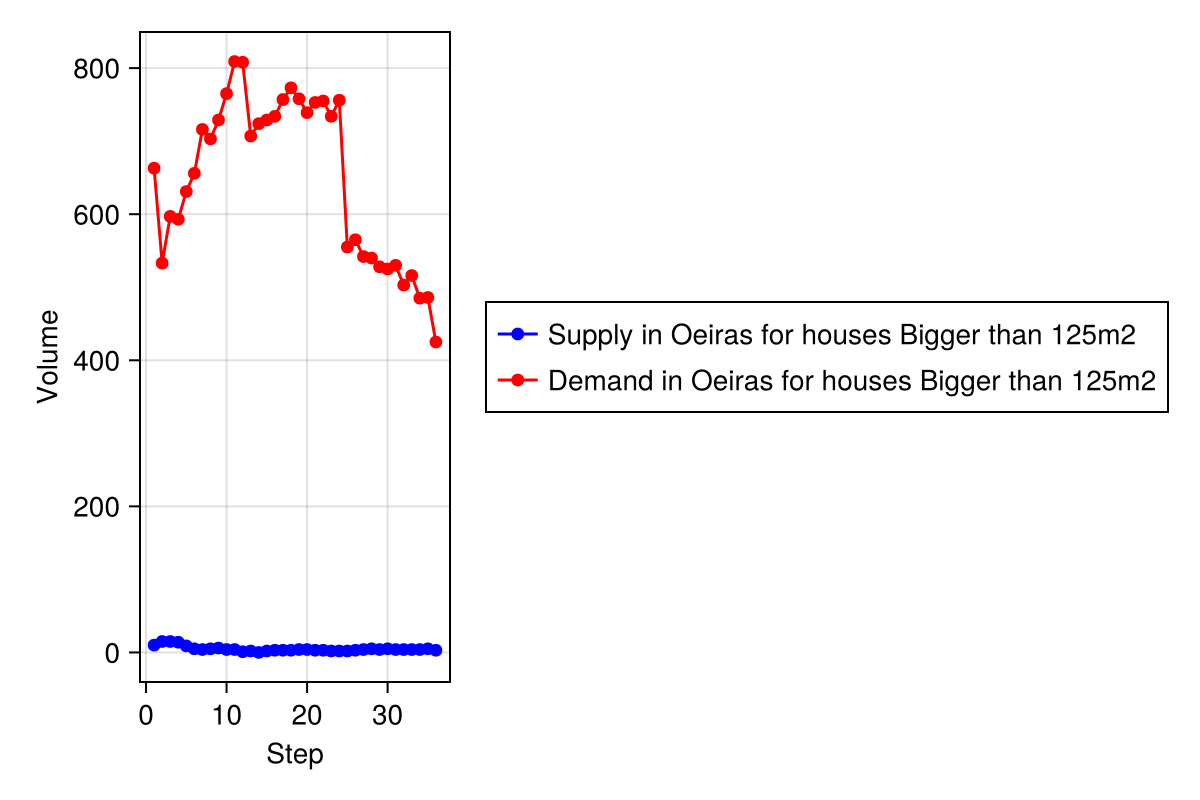 800
600
400
200
0
Volume
0 10 20 30
Step
Supply in Oeiras for houses Bigger than 125m2
Demand in Oeiras for houses Bigger than 125m2